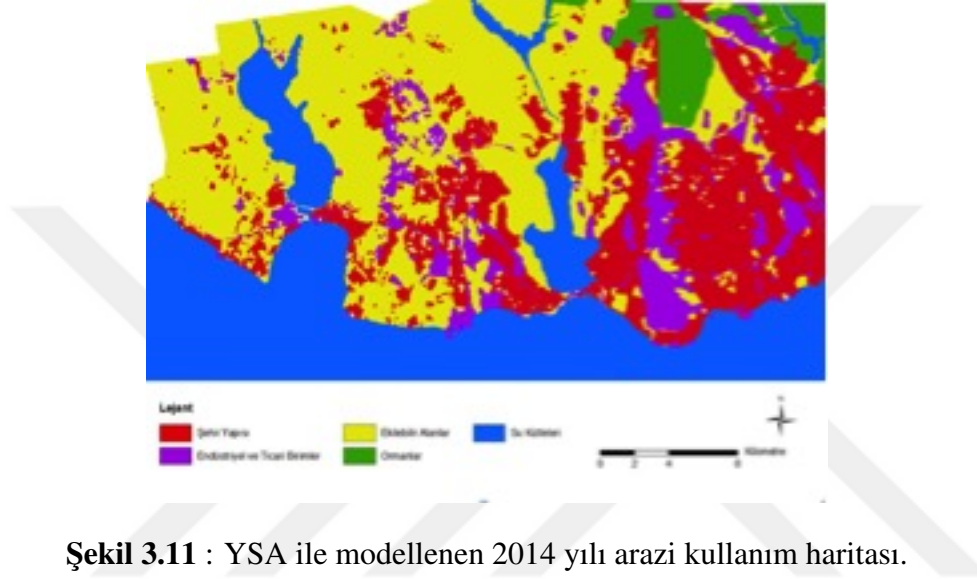 Lejant
Şehir Yapısı
Ekilebilir Alanlar
Su Kütleleri
Endüstriyel ve Ticari Birimler
Ormanlar
Kilometre
0 2 4 8
Şekil 3.11 : YSA ile modellenen 2014 yılı arazi kullanım haritası.